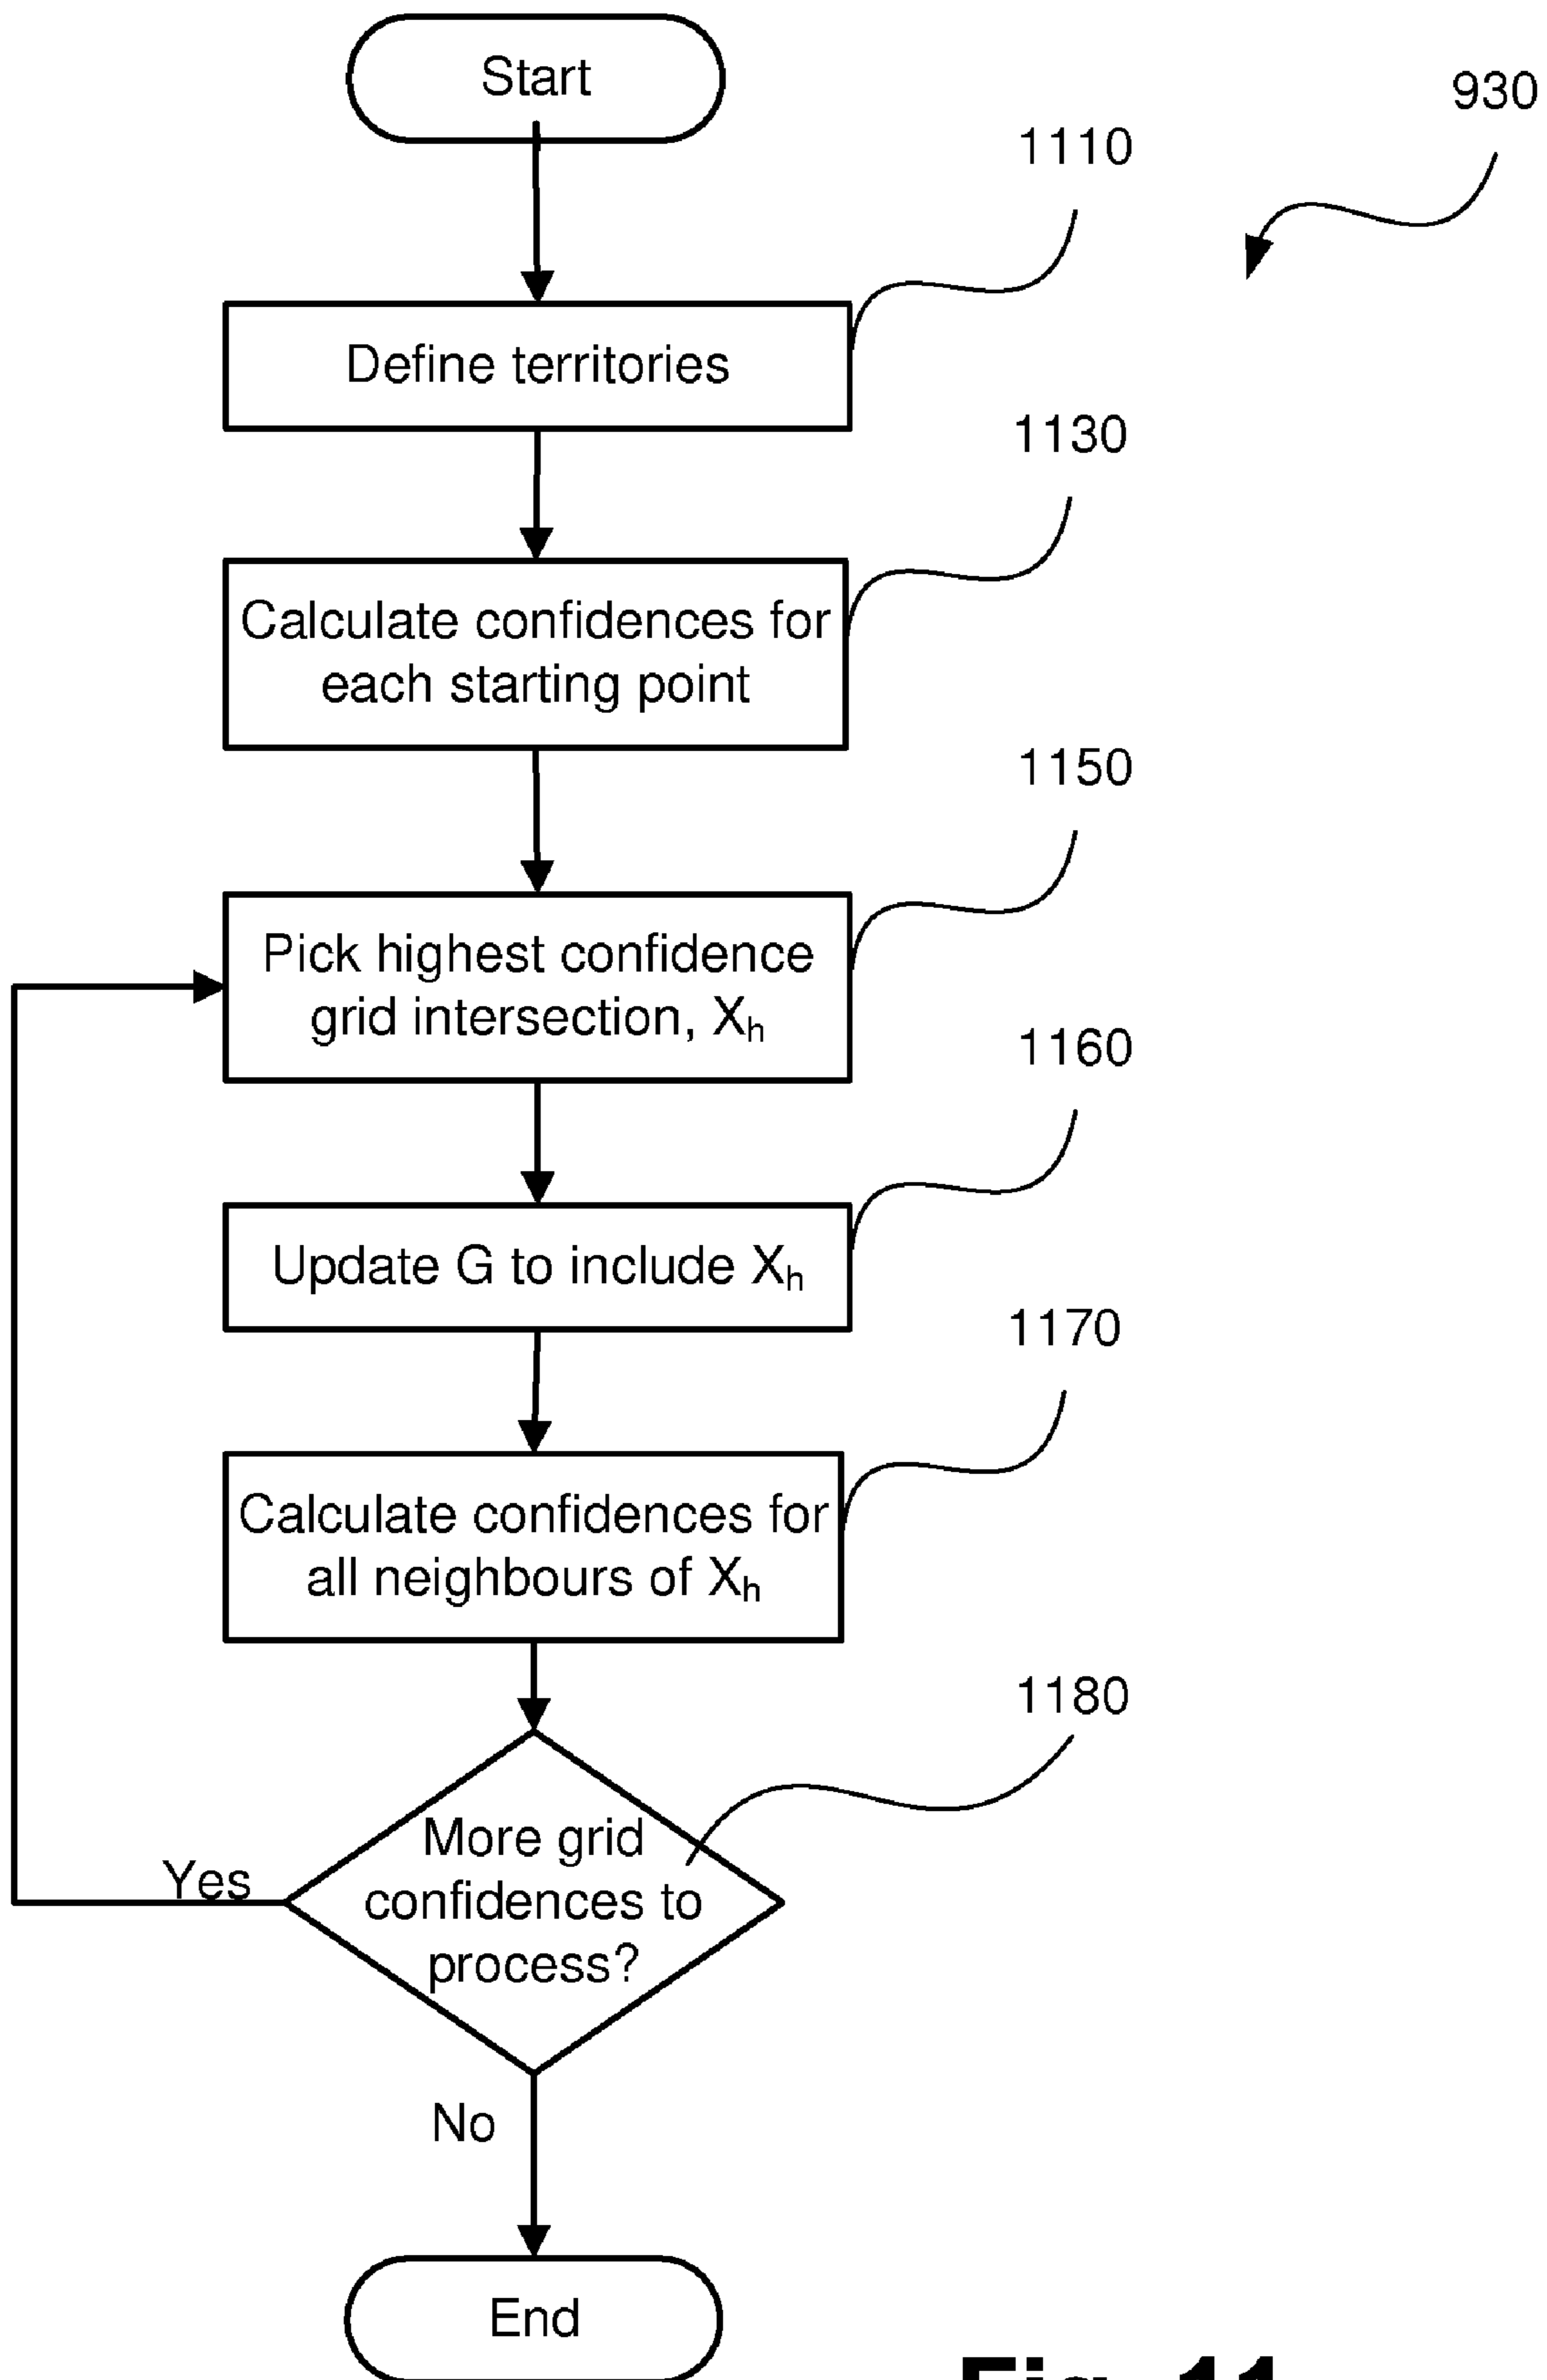 Start
930
1110
Define territories
1130
Calculate confidences for
each starting point
1150
Pick highest confidence
grid intersection, Xh
1160
Update G to include Xh
1170
Calculate confidences for
all neighbours of Xh
1180
More grid
confidences to
process?
Yes
No
End
Fig. 11